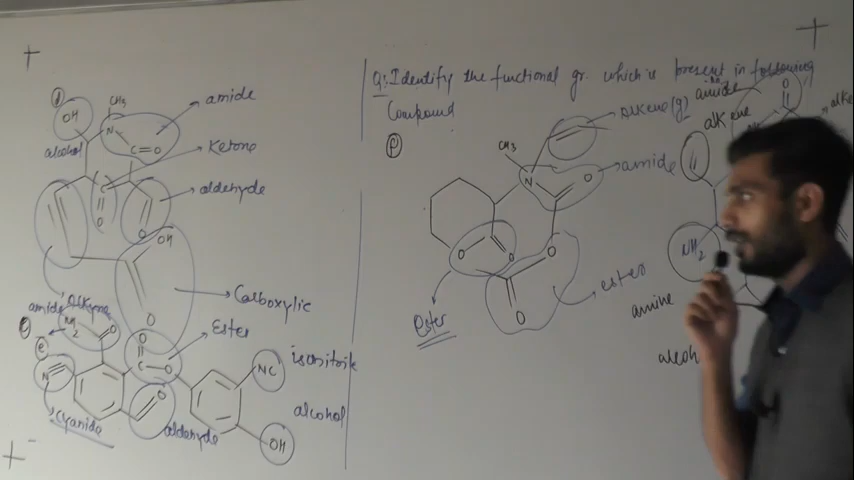 OH
CH₃
N
C=O
amide
alcohol
Ketone
O
aldehyde
O
OH
Carboxylic
O
Alkyne
amide
NH₂
O
e
N
Cyanide
O
C
O
Ester
O
aldehyde
NC
isonitrile
OH
alcohol
Q: Identify the functional gr. which is present in following
Compound
P
Alkene(g)
CH₃
N
O
amide
O
O
O
Ester
O
ester
amide
alkene
O
NH₂
amine
alcoh